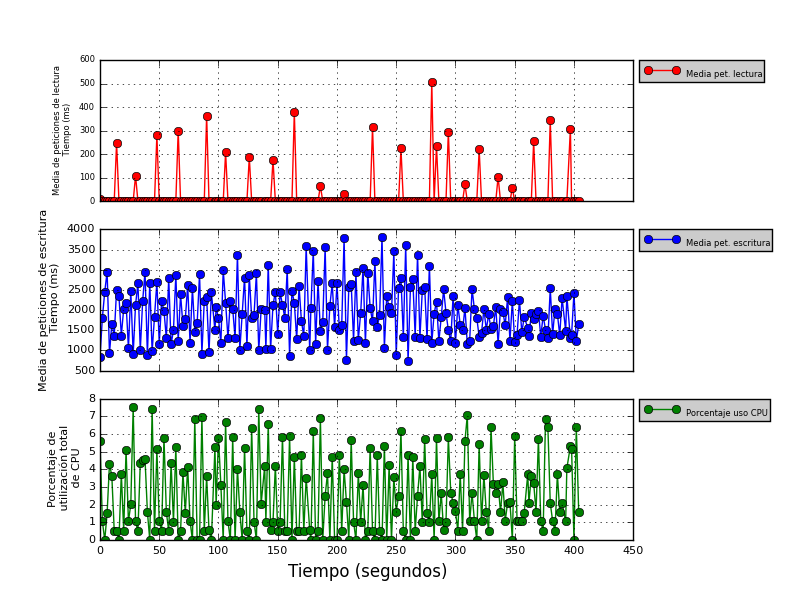 600
500
400
300
200
100
0
Media de peticiones de lectura
Tiempo (ms)
Media pet. lectura
4000
3500
3000
2500
2000
1500
1000
500
Media de peticiones de escritura
Tiempo (ms)
Media pet. escritura
8
7
6
5
4
3
2
1
0
Porcentaje de
utilización total
de CPU
Porcentaje uso CPU
0 50 100 150 200 250 300 350 400 450
Tiempo (segundos)